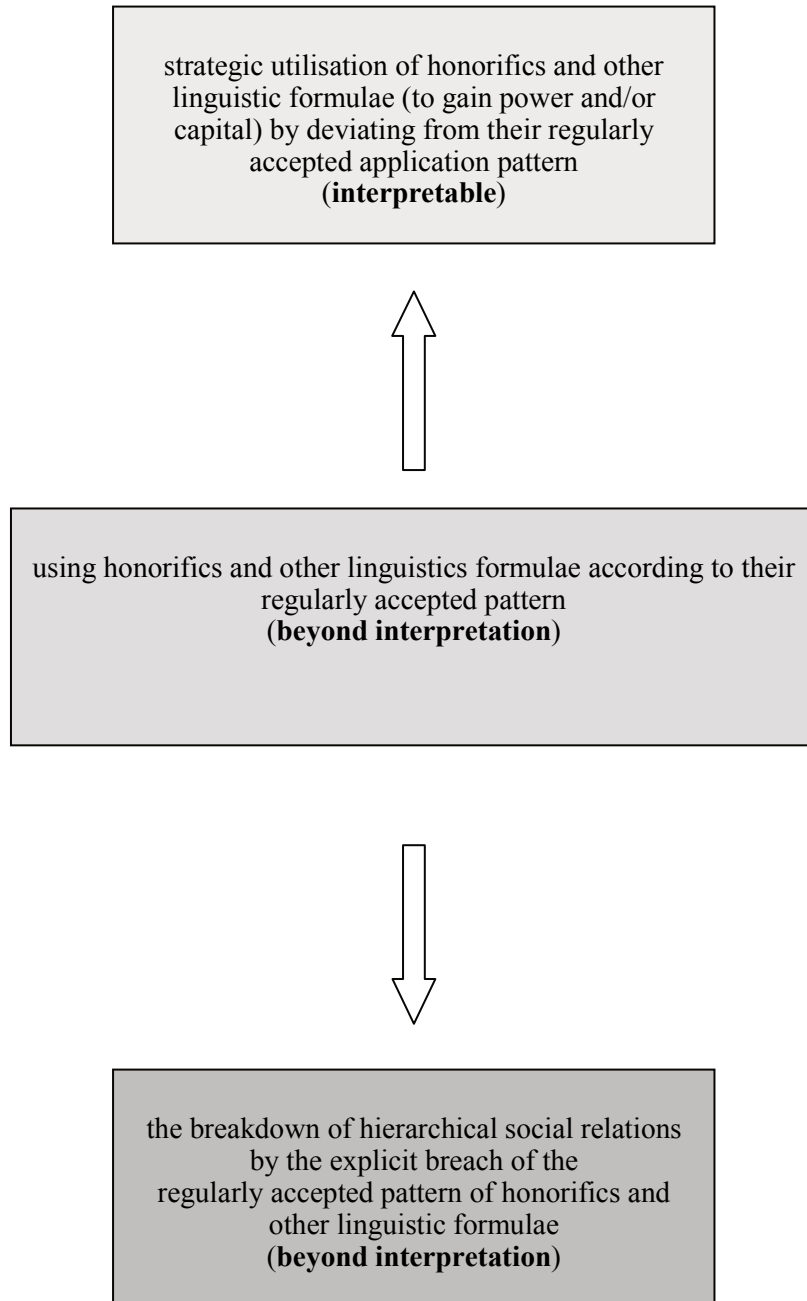 strategic utilisation of honorifics and other
linguistic formulae (to gain power and/or
capital) by deviating from their regularly
accepted application pattern
(interpretable)
using honorifics and other linguistics formulae according to their
regularly accepted pattern
(beyond interpretation)
the breakdown of hierarchical social relations
by the explicit breach of the
regularly accepted pattern of honorifics and
other linguistic formulae
(beyond interpretation)